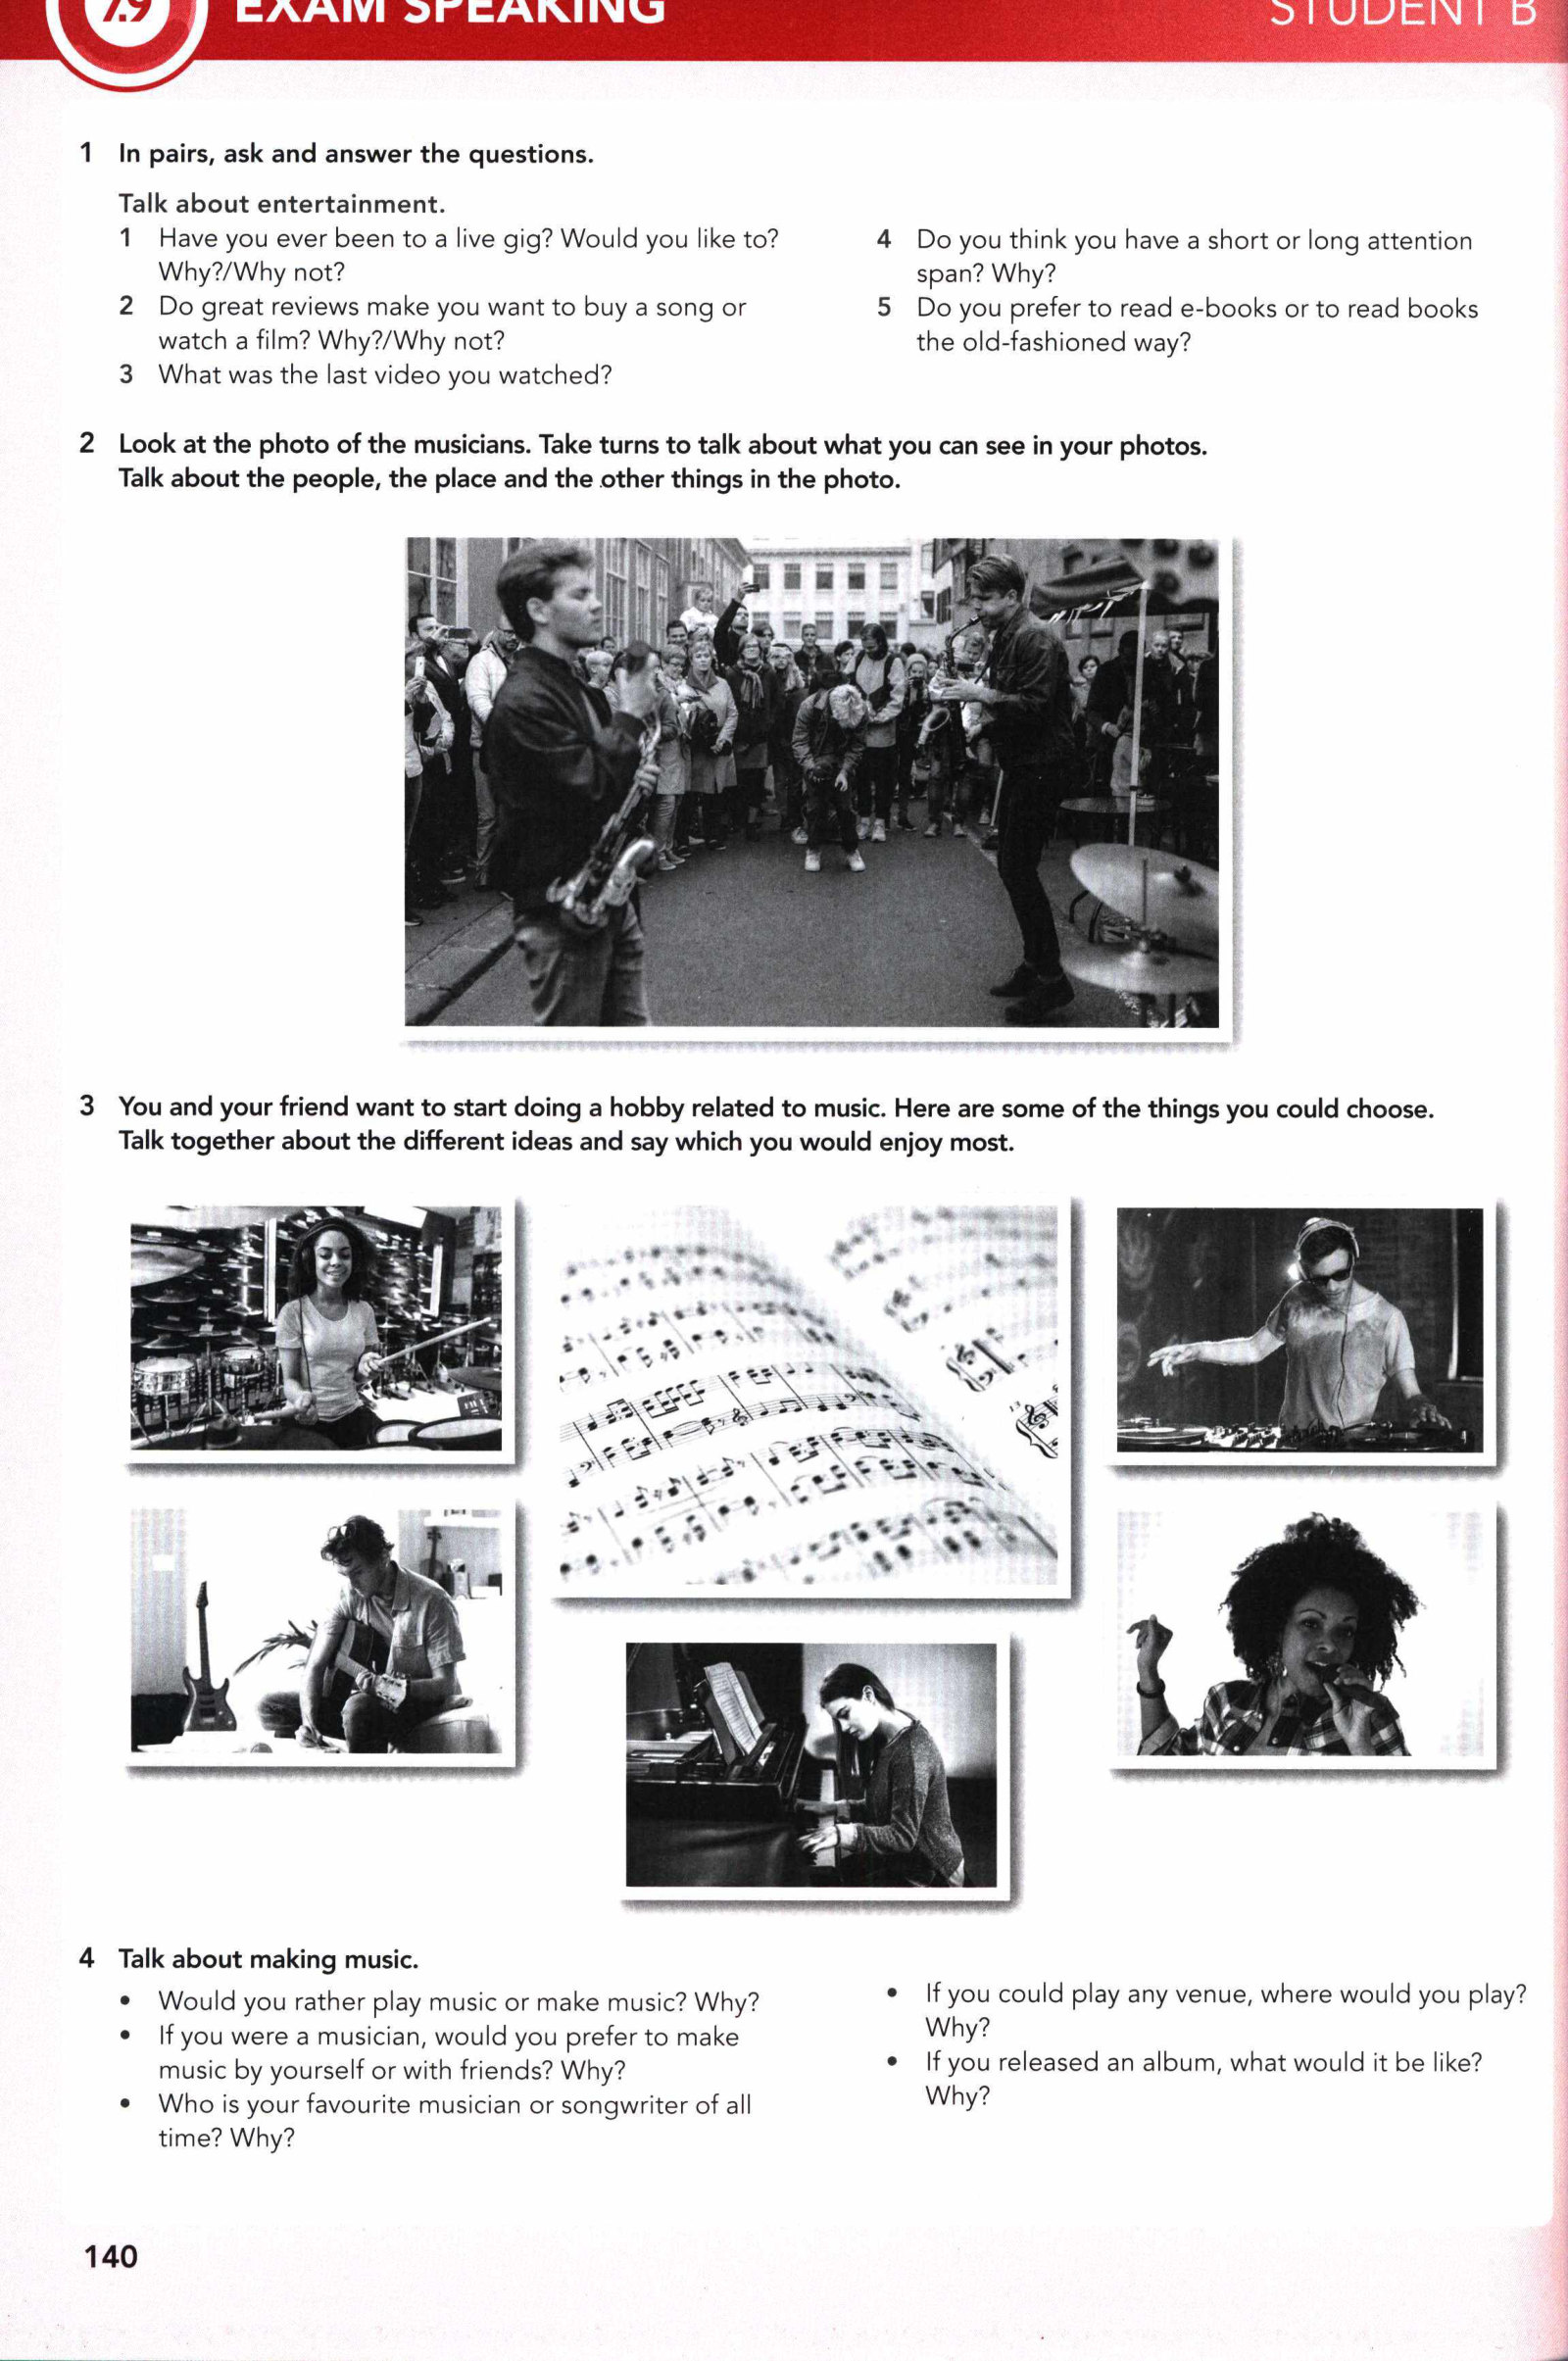 7.9
EXAM SPEAKING
STUDENT B
1 In pairs, ask and answer the questions.
Talk about entertainment.
1 Have you ever been to a live gig? Would you like to?
Why?/Why not?
2 Do great reviews make you want to buy a song or
watch a film? Why?/Why not?
3 What was the last video you watched?
4 Do you think you have a short or long attention
span? Why?
5 Do you prefer to read e-books or to read books
the old-fashioned way?
2 Look at the photo of the musicians. Take turns to talk about what you can see in your photos.
Talk about the people, the place and the other things in the photo.
3 You and your friend want to start doing a hobby related to music. Here are some of the things you could choose.
Talk together about the different ideas and say which you would enjoy most.
4 Talk about making music.
• Would you rather play music or make music? Why?
• If you were a musician, would you prefer to make
music by yourself or with friends? Why?
• Who is your favourite musician or songwriter of all
time? Why?
• If you could play any venue, where would you play?
Why?
• If you released an album, what would it be like?
Why?
140